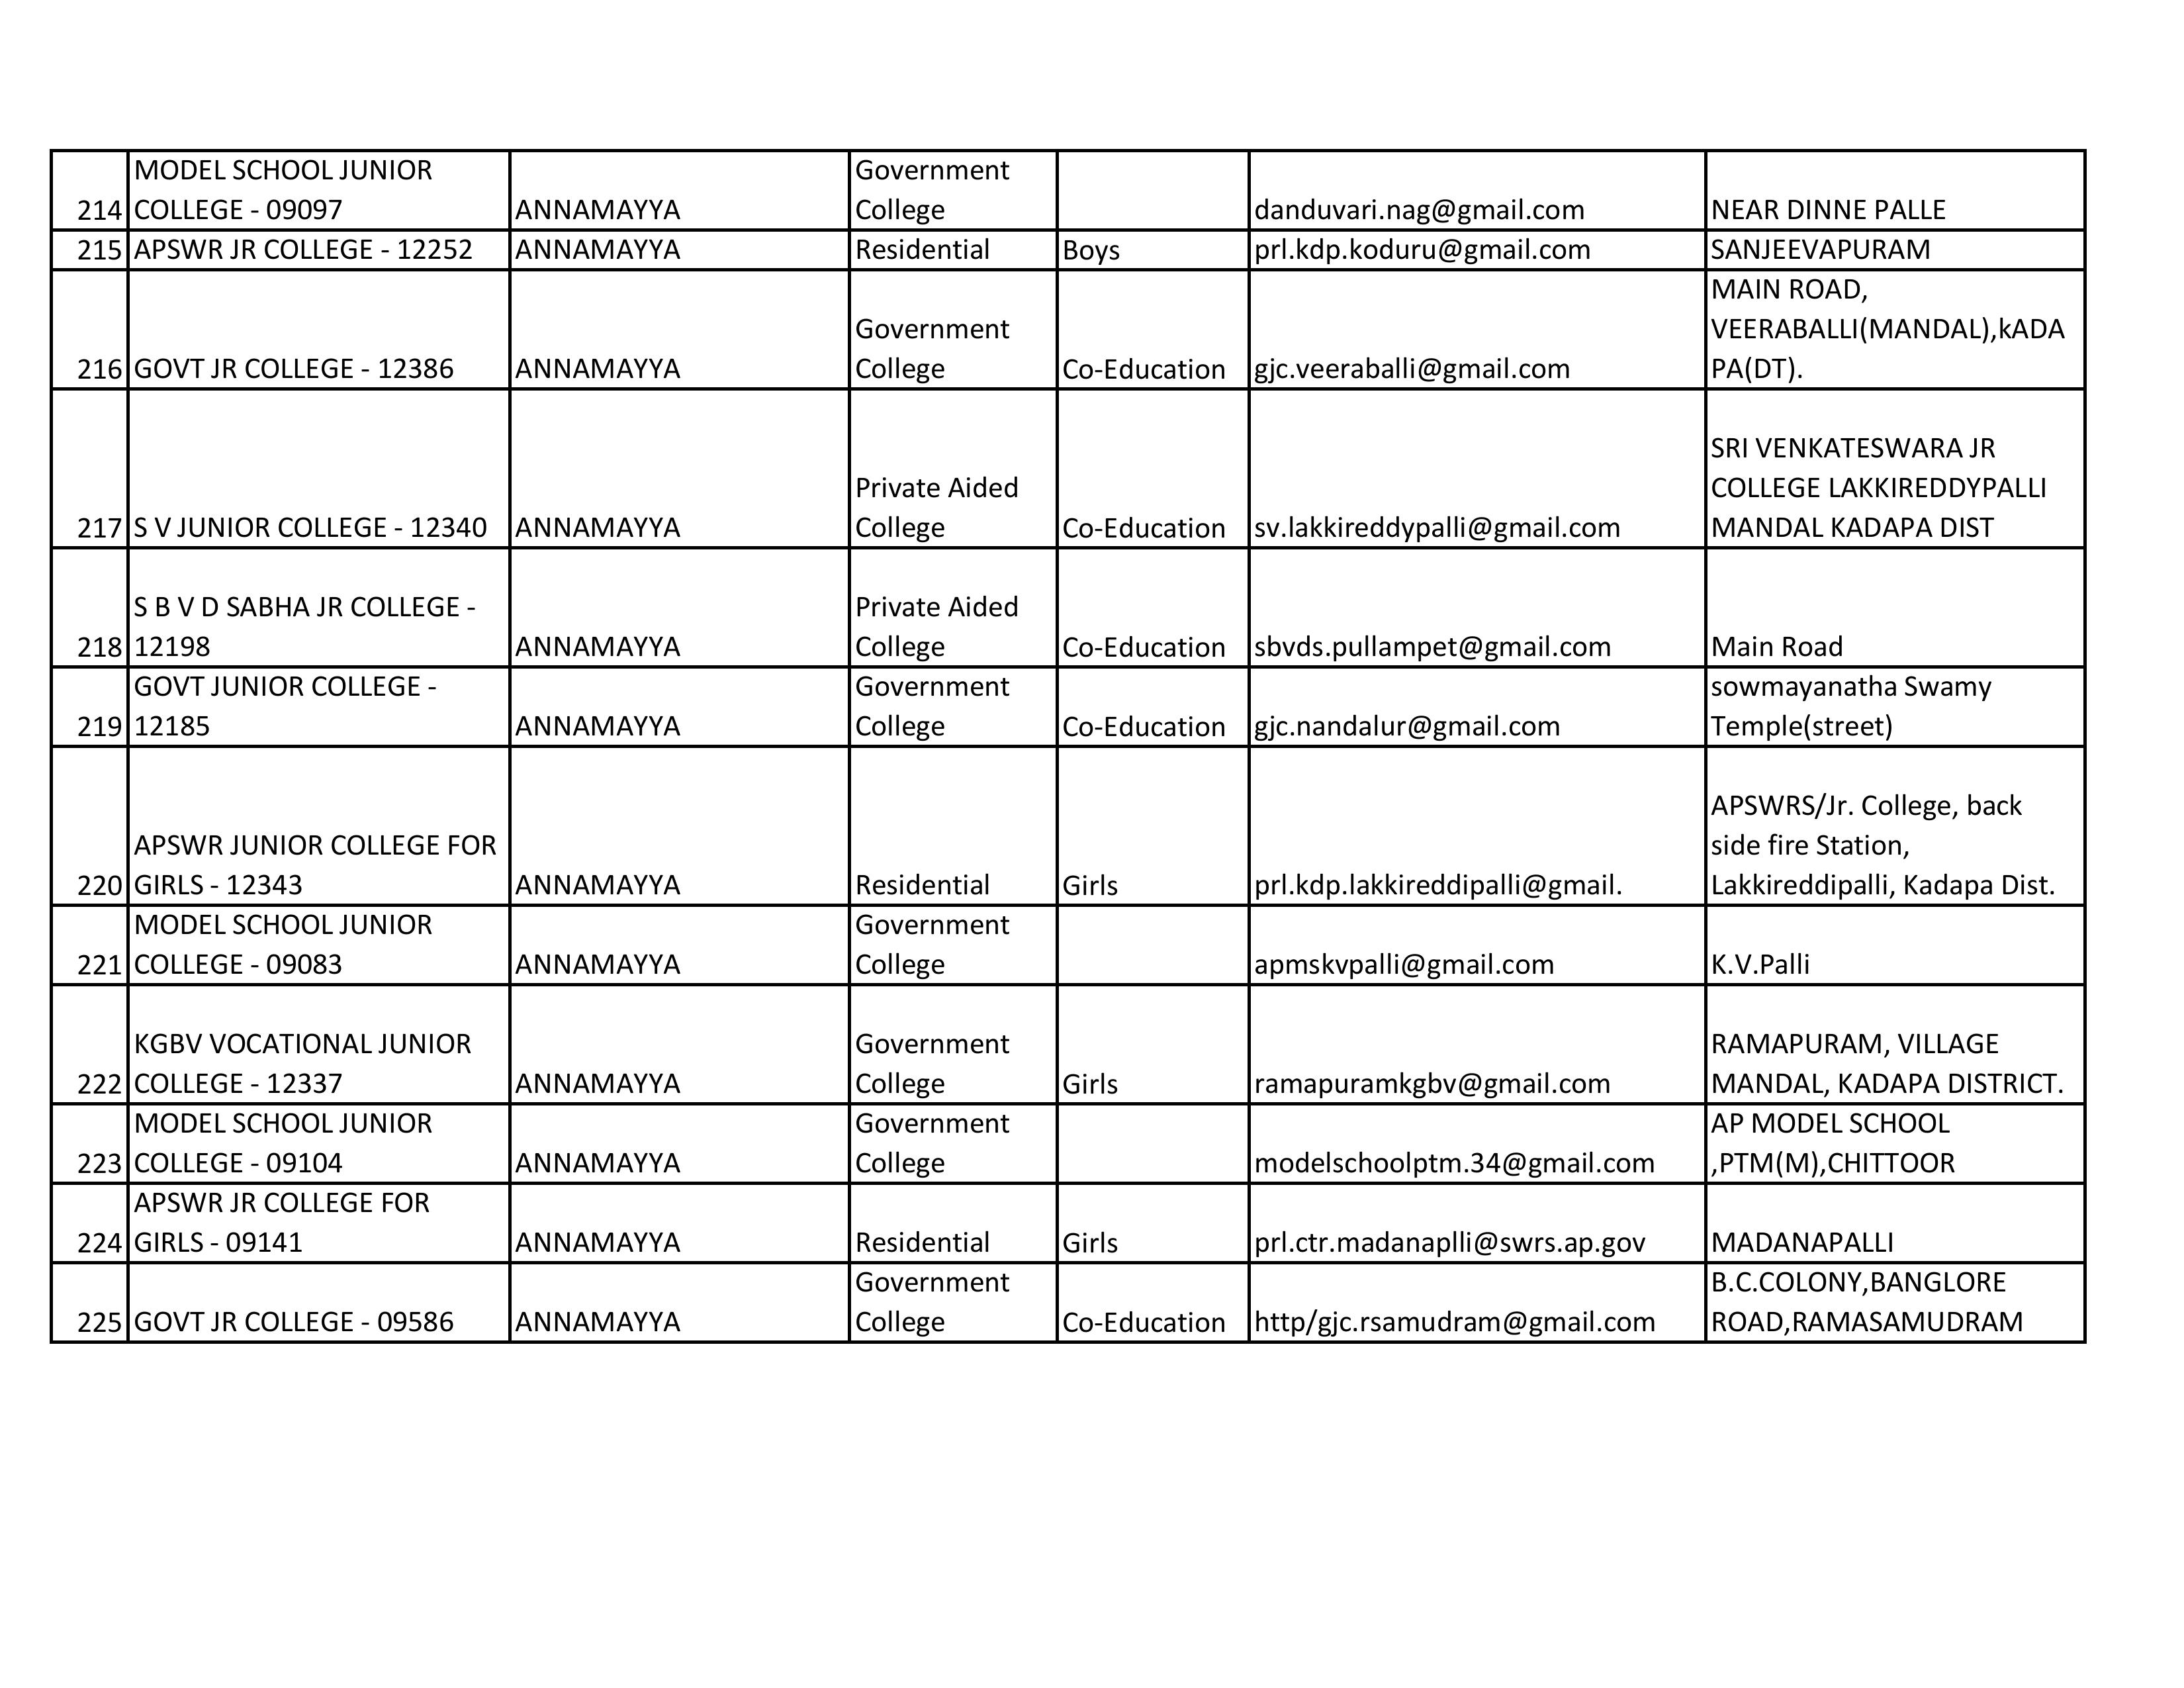 MODEL SCHOOL JUNIOR Government
214 COLLEGE - 09097 ANNAMAYYA College danduvari.nag@gmail.com NEAR DINNE PALLE
215 APSWR JR COLLEGE - 12252 ANNAMAYYA Residential Boys prl.kdp.koduru@gmail.com SANJEEVAPURAM
MAIN ROAD,
Government VEERABALLI(MANDAL),kADA
216 GOVT JR COLLEGE - 12386 ANNAMAYYA College Co-Education gjc.veeraballi@gmail.com PA(DT).
SRI VENKATESWARA JR
Private Aided COLLEGE LAKKIREDDYPALLI
217 S V JUNIOR COLLEGE - 12340 ANNAMAYYA College Co-Education sv.lakkireddypalli@gmail.com MANDAL KADAPA DIST
S B V D SABHA JR COLLEGE - Private Aided
218 12198 ANNAMAYYA College Co-Education sbvds.pullampet@gmail.com Main Road
GOVT JUNIOR COLLEGE - Government sowmayanatha Swamy
219 12185 ANNAMAYYA College Co-Education gjc.nandalur@gmail.com Temple(street)
APSWRS/Jr. College, back
APSWR JUNIOR COLLEGE FOR side fire Station,
220 GIRLS - 12343 ANNAMAYYA Residential Girls prl.kdp.lakkireddipalli@gmail. Lakkireddipalli, Kadapa Dist.
MODEL SCHOOL JUNIOR Government
221 COLLEGE - 09083 ANNAMAYYA College apmskvpalli@gmail.com K.V.Palli
KGBV VOCATIONAL JUNIOR Government RAMAPURAM, VILLAGE
222 COLLEGE - 12337 ANNAMAYYA College Girls ramapuramkgbv@gmail.com MANDAL, KADAPA DISTRICT.
MODEL SCHOOL JUNIOR Government AP MODEL SCHOOL
223 COLLEGE - 09104 ANNAMAYYA College modelschoolptm.34@gmail.com ,PTM(M),CHITTOOR
APSWR JR COLLEGE FOR
224 GIRLS - 09141 ANNAMAYYA Residential Girls prl.ctr.madanaplli@swrs.ap.gov MADANAPALLI
Government B.C.COLONY,BANGLORE
225 GOVT JR COLLEGE - 09586 ANNAMAYYA College Co-Education http/gjc.rsamudram@gmail.com ROAD,RAMASAMUDRAM